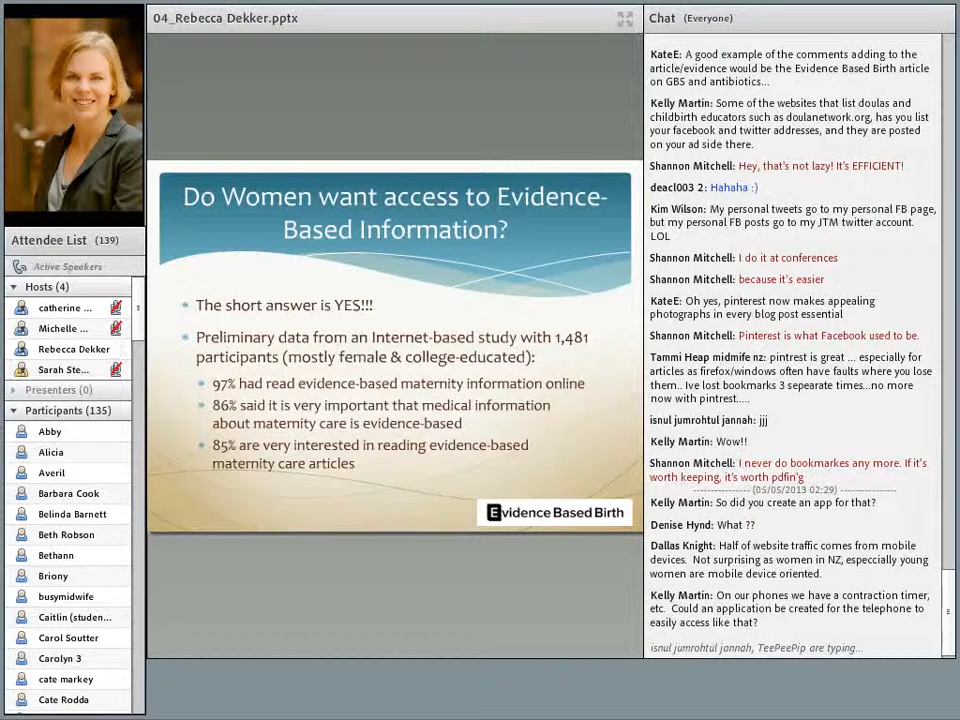 04_Rebecca Dekker.pptx
Attendee List (139)
Active Speakers
Hosts (4)
catherine ...
Michelle ...
Rebecca Dekker
Sarah Ste...
Presenters (0)
Participants (135)
Abby
Alicia
Averil
Barbara Cook
Belinda Barnett
Beth Robson
Bethann
Briony
busymidwife
Caitlin (studen...
Carol Soutter
Carolyn 3
cate markey
Cate Rodda
Do Women want access to Evidence-
Based Information?
The short answer is YES!!!
Preliminary data from an Internet-based study with 1,481
participants (mostly female & college-educated):
97% had read evidence-based maternity information online
86% said it is very important that medical information
about maternity care is evidence-based
85% are very interested in reading evidence-based
maternity care articles
Evidence Based Birth
Chat (Everyone)
KateE: A good example of the comments adding to the
article/evidence would be the Evidence Based Birth article
on GBS and antibiotics...
Kelly Martin: Some of the websites that list doulas and
childbirth educators such as doulanetwork.org, has you list
your facebook and twitter addresses, and they are posted
on your ad side there.
Shannon Mitchell: Hey, that's not lazy! It's EFFICIENT!
deacl003 2: Hahaha :)
Kim Wilson: My personal tweets go to my personal FB page,
but my personal FB posts go to my JTM twitter account.
LOL
Shannon Mitchell: I do it at conferences
Shannon Mitchell: because it's easier
KateE: Oh yes, pinterest now makes appealing
photographs in every blog post essential
Shannon Mitchell: Pinterest is what Facebook used to be.
Tammi Heap midmife nz: pintrest is great ... especially for
articles as firefox/windows often have faults where you lose
them.. Ive lost bookmarks 3 sepearate times...no more
now with pintrest.....
isnul jumrohtul jannah: jjj
Kelly Martin: Wow!!
Shannon Mitchell: I never do bookmarkes any more. If it's
worth keeping, it's worth pdfin'g
---------------- (05/05/2013 02:29) ----------------
Kelly Martin: So did you create an app for that?
Denise Hynd: What ??
Dallas Knight: Half of website traffic comes from mobile
devices. Not surprising as women in NZ, especcially young
women are mobile device oriented.
Kelly Martin: On our phones we have a contraction timer,
etc. Could an application be created for the telephone to
easily access like that?
isnul jumrohtul jannah, TeePeePip are typing...